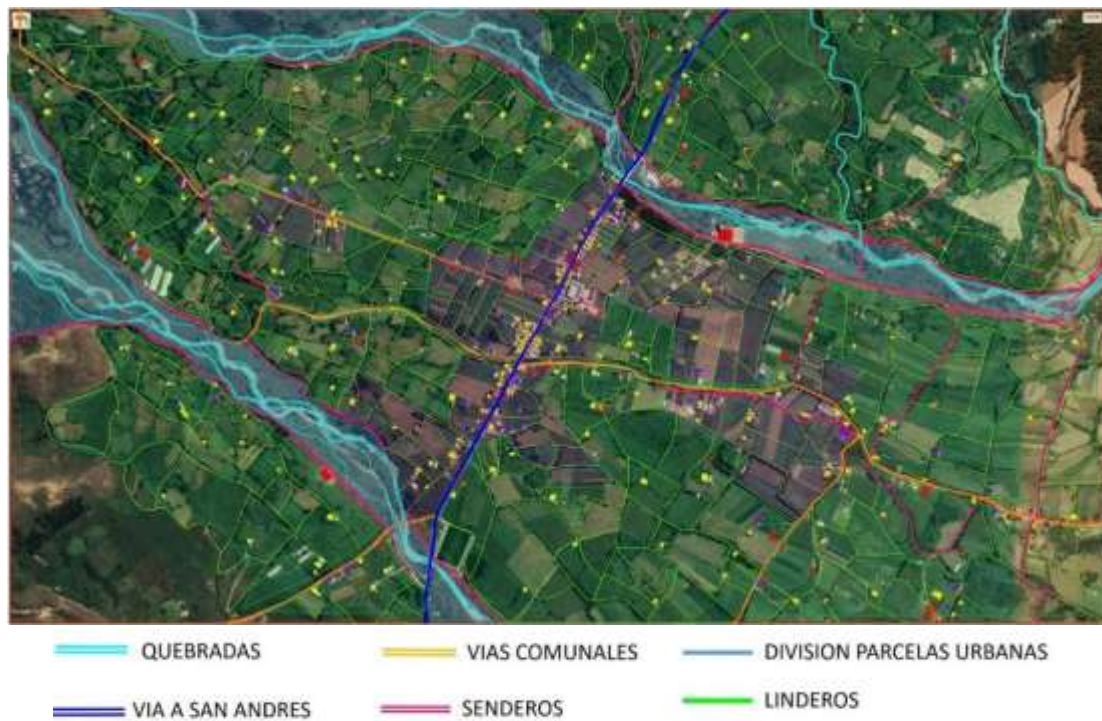 QUEBRADAS
VIAS COMUNALES
DIVISION PARCELAS URBANAS
VIA A SAN ANDRES
SENDEROS
LINDEROS